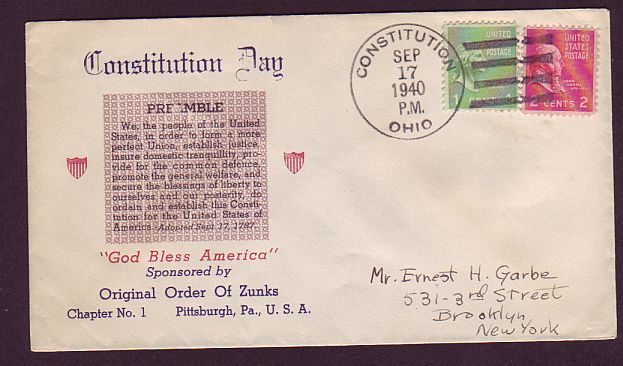 Constitution Day
PREAMBLE
We, the people of the United
States, in order to form a more
perfect Union, establish justice,
insure domestic tranquillity, pro-
vide for the common defence,
promote the general welfare, and
secure the blessings of liberty to
ourselves and our posterity, do
ordain and establish this Consti-
tution for the United States of
America.-Adopted Sept. 17, 1787
"God Bless America"
Sponsored by
Original Order Of Zunks
Chapter No. 1 Pittsburgh, Pa., U. S. A.
CONSTITUTION
SEP
17
1940
P.M.
OHIO
UNITED
STATES
POSTAGE
1
UNITED
STATES
POSTAGE
2 CENTS 2
Mr. Ernest H. Garbe
531-3rd Street
Brooklyn,
New York